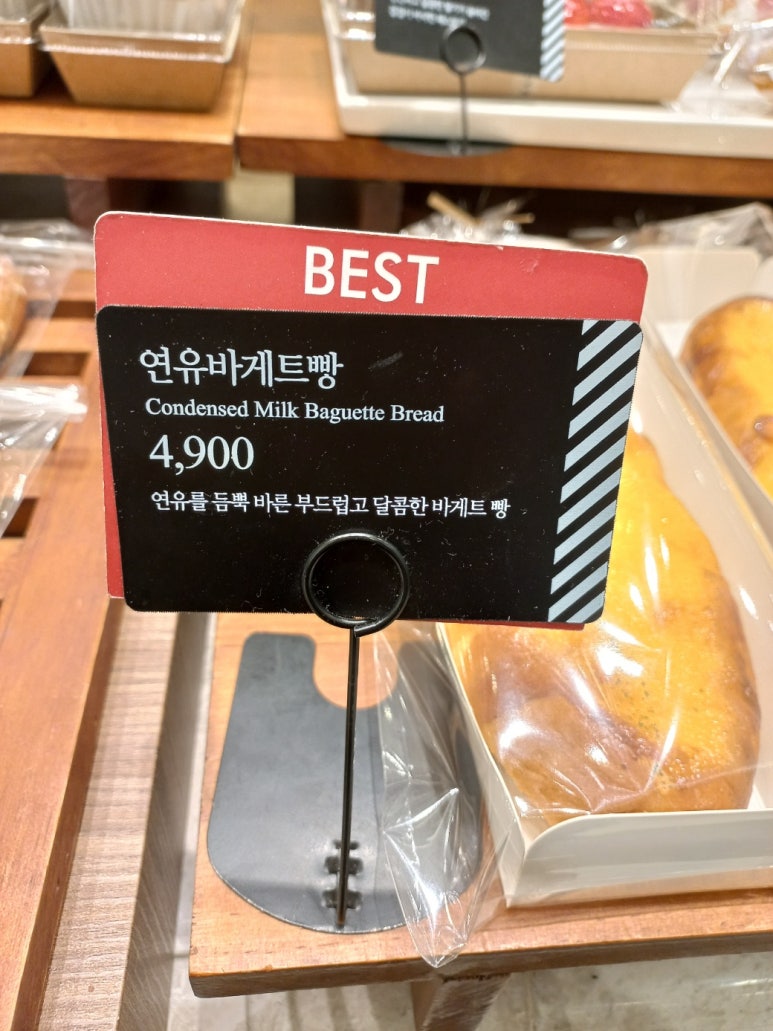 BEST
연유바게트빵
Condensed Milk Baguette Bread
4,900
연유를 듬뿍 바른 부드럽고 달콤한 바게트 빵